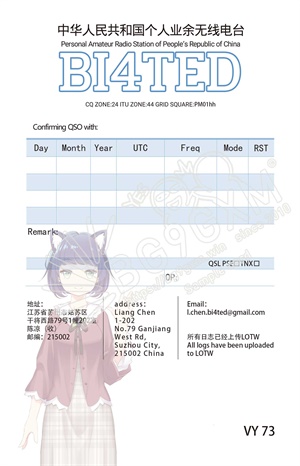 中华人民共和国个人业余无线电台
Personal Amateur Radio Station of People's Republic of China
BI4TED
CQ ZONE:24 ITU ZONE:44 GRID SQUARE:PM01hh
Confirming QSO with:
Day Month Year UTC Freq Mode RST
Remark:
QSL PSE□TNX□
OP:
地址:
江苏省 姑苏区
干将西路79号1幢202
陈凉 (收)
邮编: 215002
address:
Liang Chen
1-202
No.79 Ganjiang
West Rd,
Suzhou City,
215002 China
Email:
l.chen.bi4ted@gmail.com
所有日志已经上传LOTW
All logs have been uploaded
to LOTW
VY 73